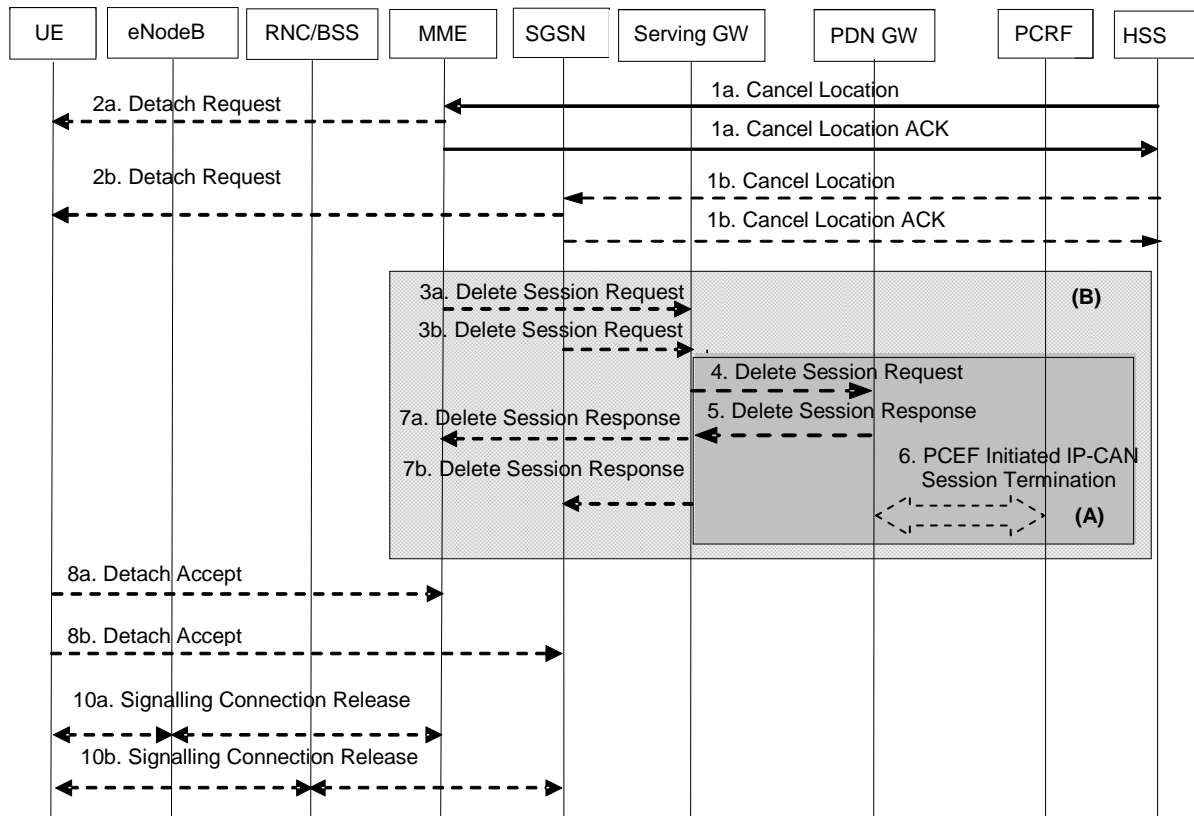 UE
eNodeB
RNC/BSS
MME
SGSN
Serving GW
PDN GW
PCRF
HSS
2a. Detach Request
1a. Cancel Location
1a. Cancel Location ACK
2b. Detach Request
1b. Cancel Location
1b. Cancel Location ACK
3a. Delete Session Request
(B)
3b. Delete Session Request
4. Delete Session Request
7a. Delete Session Response
5. Delete Session Response
7b. Delete Session Response
6. PCEF Initiated IP-CAN
Session Termination
(A)
8a. Detach Accept
8b. Detach Accept
10a. Signalling Connection Release
10b. Signalling Connection Release